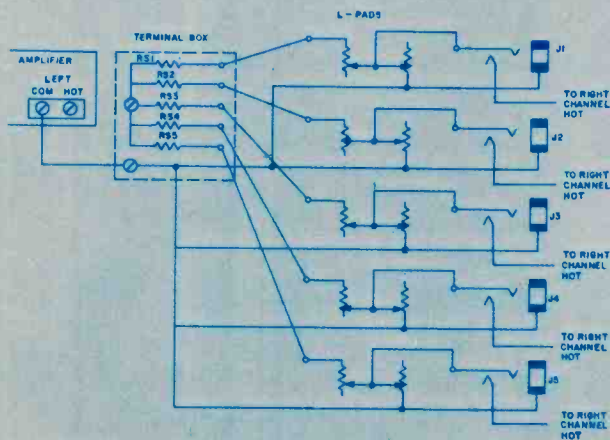 L-PADS
TERMINAL BOX
AMPLIFIER
LEFT
COM HOT
RS1
RS2
RS3
RS4
RS5
J1
TO RIGHT
CHANNEL
HOT
J2
TO RIGHT
CHANNEL
HOT
J3
TO RIGHT
CHANNEL
HOT
J4
TO RIGHT
CHANNEL
HOT
J5
TO RIGHT
CHANNEL
HOT